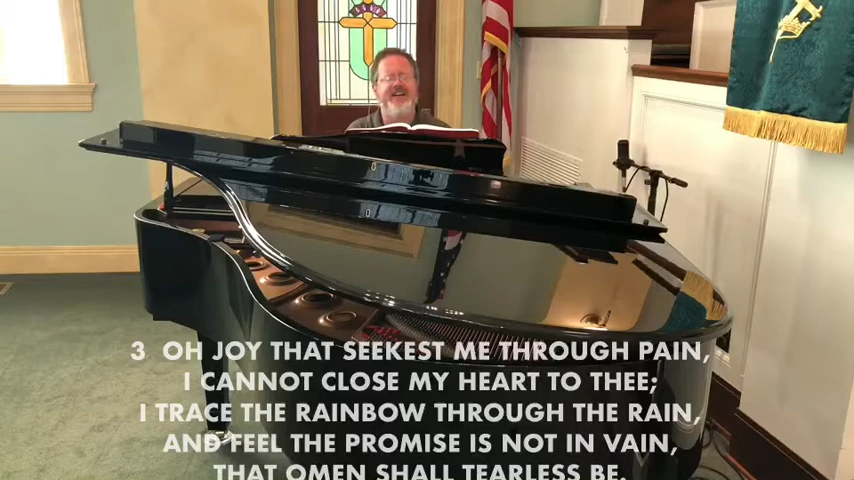 3 OH JOY THAT SEEKEST ME THROUGH PAIN,
I CANNOT CLOSE MY HEART TO THEE;
I TRACE THE RAINBOW THROUGH THE RAIN,
AND FEEL THE PROMISE IS NOT IN VAIN,
THAT OMEN SHALL TEARLESS BE.